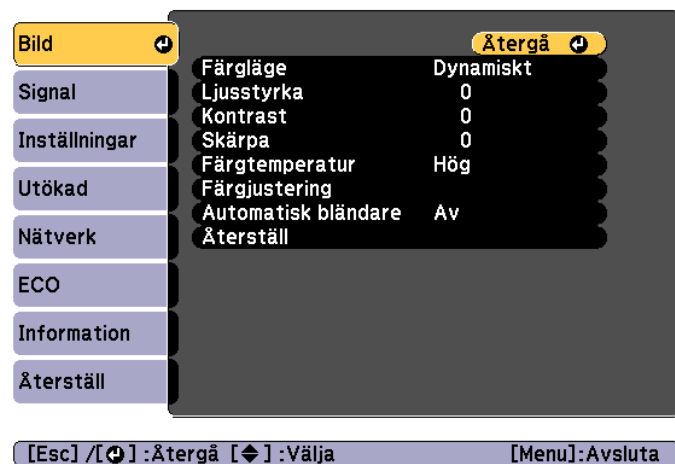 Bild
Signal
Inställningar
Utökad
Nätverk
ECO
Information
Återställ
Återgå
Färgläge Dynamiskt
Ljusstyrka 0
Kontrast 0
Skärpa 0
Färgtemperatur Hög
Färgjustering
Automatisk bländare Av
Återställ
[Esc] /[ ] :Återgå [ ] :Välja [Menu]:Avsluta